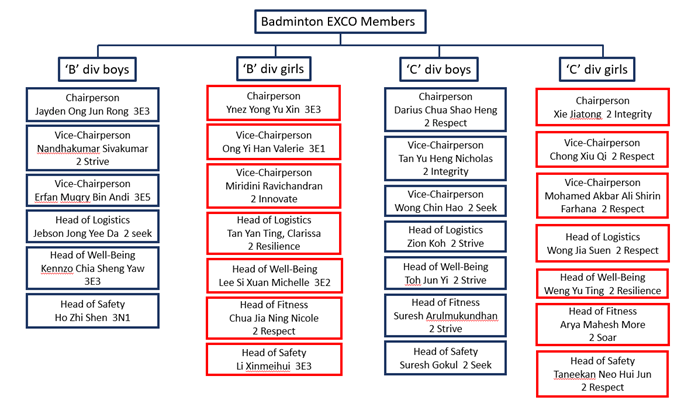 Badminton EXCO Members
'B' div boys
Chairperson
Jayden Ong Jun Rong 3E3
Vice-Chairperson
Nandhakumar Sivakumar
2 Strive
Vice-Chairperson
Erfan Muqry Bin Andi 3E5
Head of Logistics
Jebson Jong Yee Da 2 seek
Head of Well-Being
Kennzo Chia Sheng Yaw
3E3
Head of Safety
Ho Zhi Shen 3N1
'B' div girls
Chairperson
Ynez Yong Yu Xin 3E3
Vice-Chairperson
Ong Yi Han Valerie 3E1
Vice-Chairperson
Miridini Ravichandran
2 Innovate
Head of Logistics
Tan Yan Ting, Clarissa
2 Resilience
Head of Well-Being
Lee Si Xuan Michelle 3E2
Head of Fitness
Chua Jia Ning Nicole
2 Respect
Head of Safety
Li Xinmeihui 3E3
'C' div boys
Chairperson
Darius Chua Shao Heng
2 Respect
Vice-Chairperson
Tan Yu Heng Nicholas
2 Integrity
Vice-Chairperson
Wong Chin Hao 2 Seek
Head of Logistics
Zion Koh 2 Strive
Head of Well-Being
Toh Jun Yi 2 Strive
Head of Fitness
Suresh Arulmukundhan
2 Strive
Head of Safety
Suresh Gokul 2 Seek
'C' div girls
Chairperson
Xie Jiatong 2 Integrity
Vice-Chairperson
Chong Xiu Qi 2 Respect
Vice-Chairperson
Mohamed Akbar Ali Shirin
Farhana 2 Respect
Head of Logistics
Wong Jia Suen 2 Respect
Head of Well-Being
Weng Yu Ting 2 Resilience
Head of Fitness
Arya Mahesh More
2 Soar
Head of Safety
Taneekan Neo Hui Jun
2 Respect